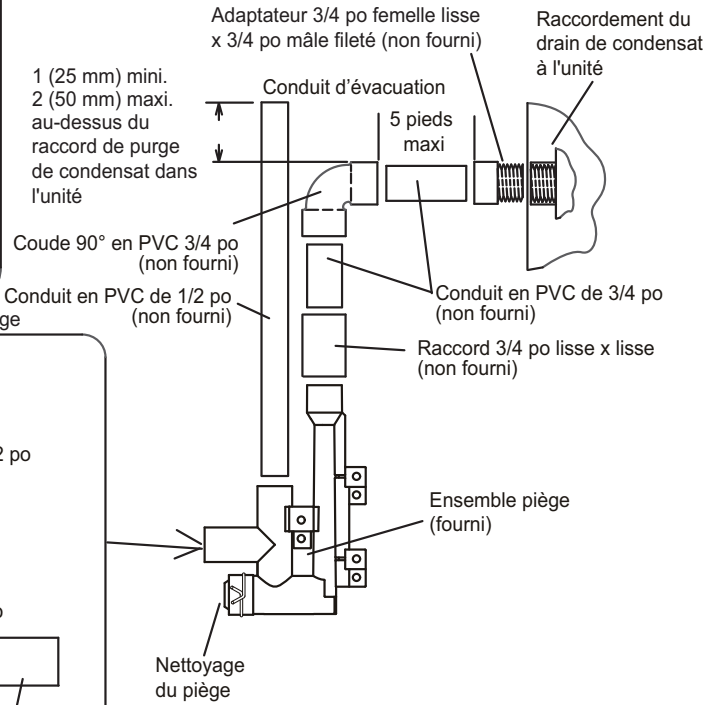 Adaptateur 3/4 po femelle lisse
x 3/4 po mâle fileté (non fourni)
Raccordement du
drain de condensat
à l'unité
1 (25 mm) mini.
2 (50 mm) maxi.
au-dessus du
raccord de purge
de condensat dans
l'unité
Conduit d'évacuation
5 pieds
maxi
Coude 90° en PVC 3/4 po
(non fourni)
Conduit en PVC de 1/2 po
(non fourni)
Conduit en PVC de 3/4 po
(non fourni)
Raccord 3/4 po lisse x lisse
(non fourni)
po
Ensemble piège
(fourni)
Nettoyage
du piège